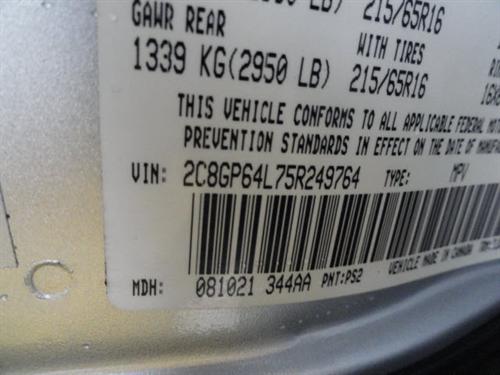 GAWR REAR
WITH TIRES
215/65R16
1339 KG(2950 LB) 215/65R16
THIS VEHICLE CONFORMS TO ALL APPLICABLE FEDERAL
PREVENTION STANDARDS IN EFFECT ON THE DATE OF
VIN: 2C8GP64L75R249764 TYPE: MPV
VEHICLE MADE IN CANADA
MDH: 081021 344AA PNT:PS2
C